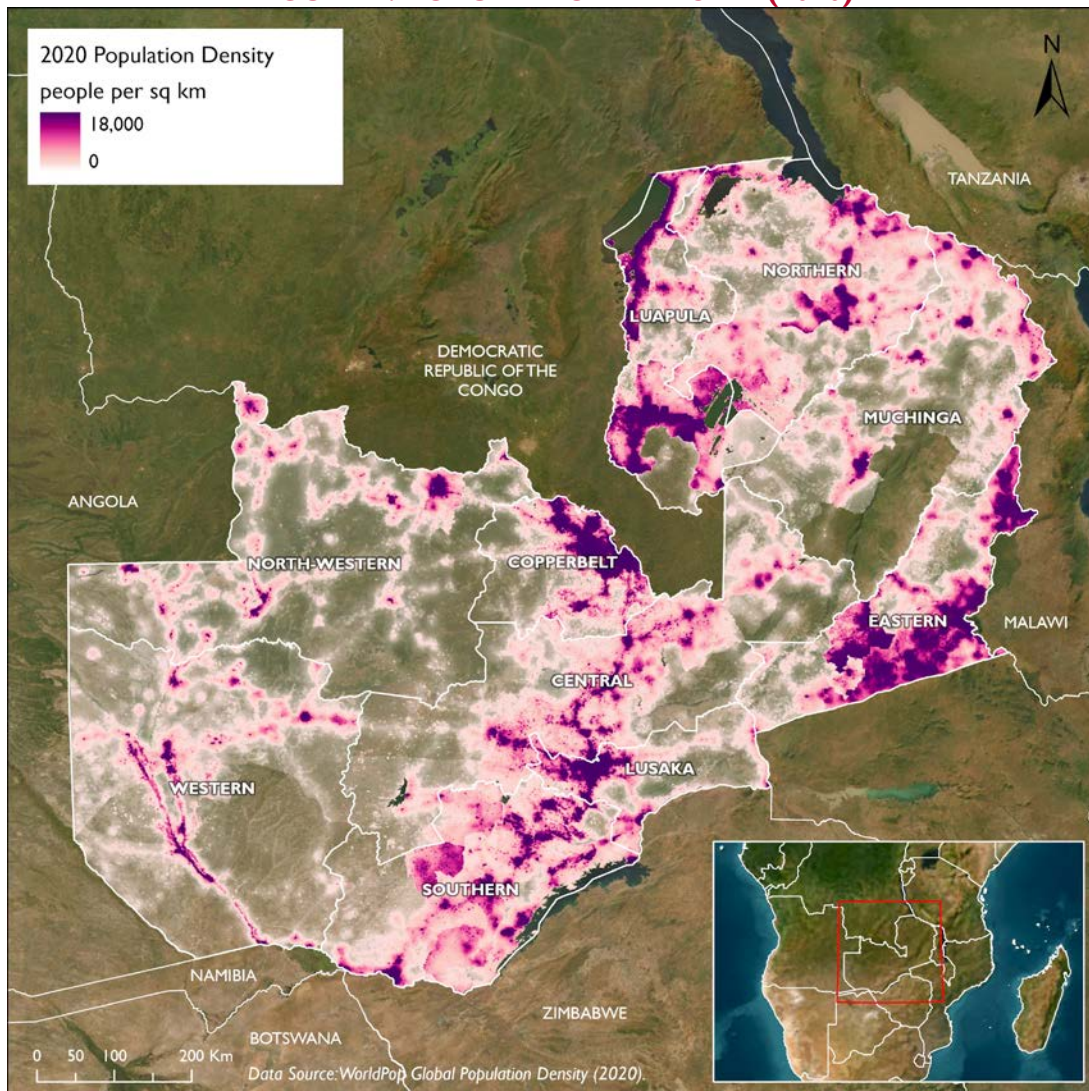 2020 Population Density
people per sq km
18,000
0
N
TANZANIA
NORTHERN
LUAPULA
DEMOCRATIC
REPUBLIC OF THE
CONGO
MUCHINGA
ANGOLA
NORTH-WESTERN
COPPERBELT
EASTERN
MALAWI
CENTRAL
LUSAKA
WESTERN
SOUTHERN
NAMIBIA
ZIMBABWE
BOTSWANA
0 50 100 200 Km
Data Source: WorldPop Global Population Density (2020).